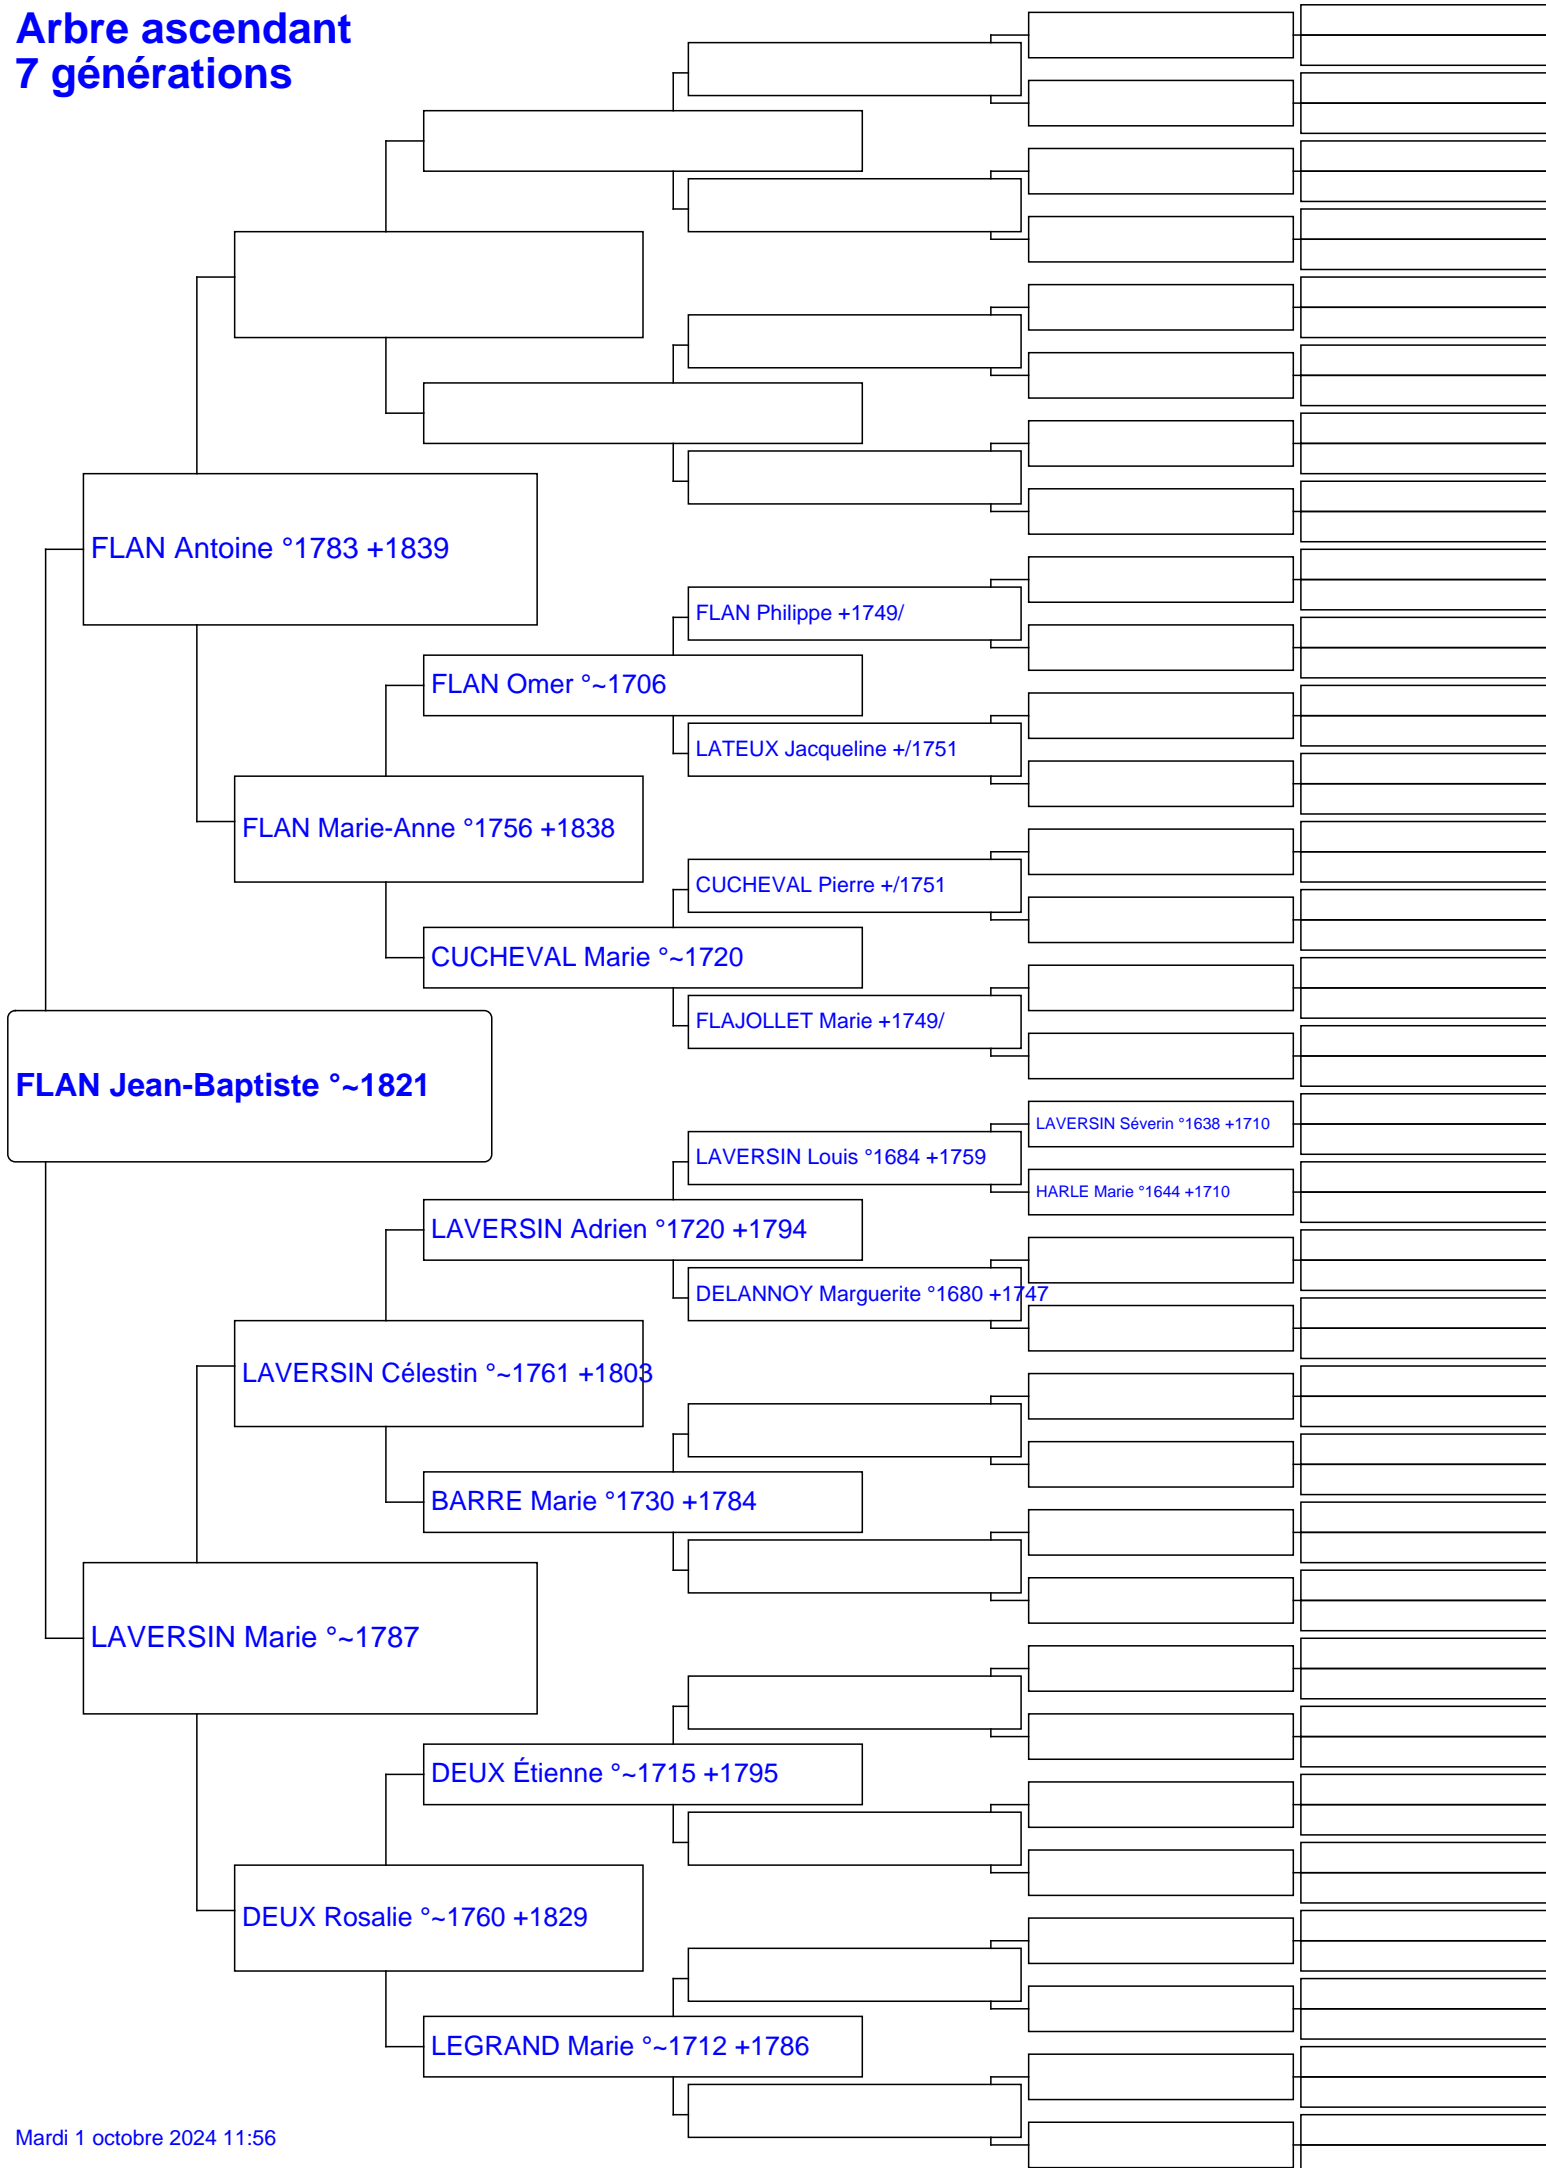 Arbre ascendant
7 générations
FLAN Antoine °1783 +1839
FLAN Philippe +1749/
FLAN Omer °~1706
LATEUX Jacqueline +/1751
FLAN Marie-Anne °1756 +1838
CUCHEVAL Pierre +/1751
CUCHEVAL Marie °~1720
FLAJOLLET Marie +1749/
FLAN Jean-Baptiste °~1821
LAVERSIN Séverin °1638 +1710
LAVERSIN Louis °1684 +1759
HARLE Marie °1644 +1710
LAVERSIN Adrien °1720 +1794
DELANNOY Marguerite °1680 +1747
LAVERSIN Célestin °~1761 +1803
BARRE Marie °1730 +1784
LAVERSIN Marie °~1787
DEUX Étienne °~1715 +1795
DEUX Rosalie °~1760 +1829
LEGRAND Marie °~1712 +1786
Mardi 1 octobre 2024 11:56